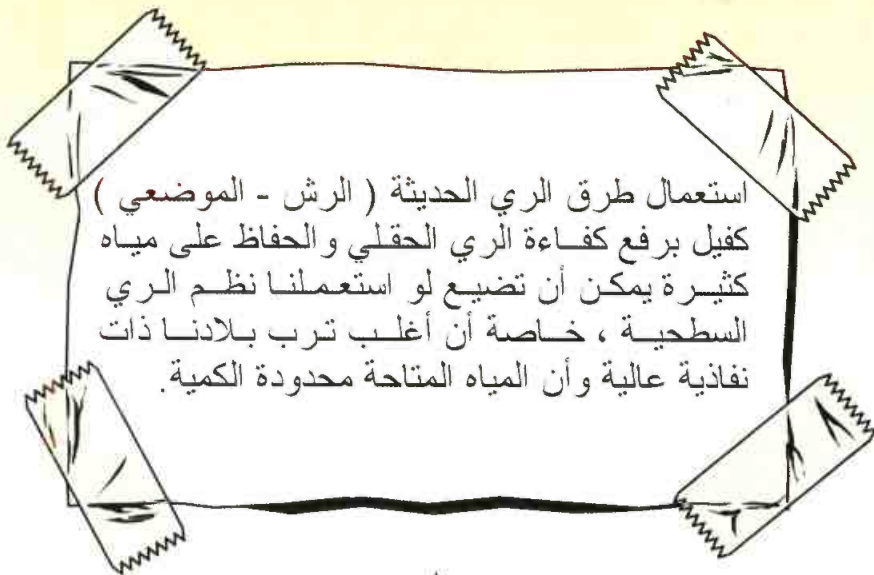 استعمال طرق الري الحديثة ( الرش - الموضعي )
كفيل برفع كفاءة الري الحقلي والحفاظ على مياه
كثيرة يمكن أن تضيع لو استعملنا نظم الري
السطحية ، خاصة أن أغلب ترب بلادنا ذات
نفاذية عالية وأن المياه المتاحة محدودة الكمية.